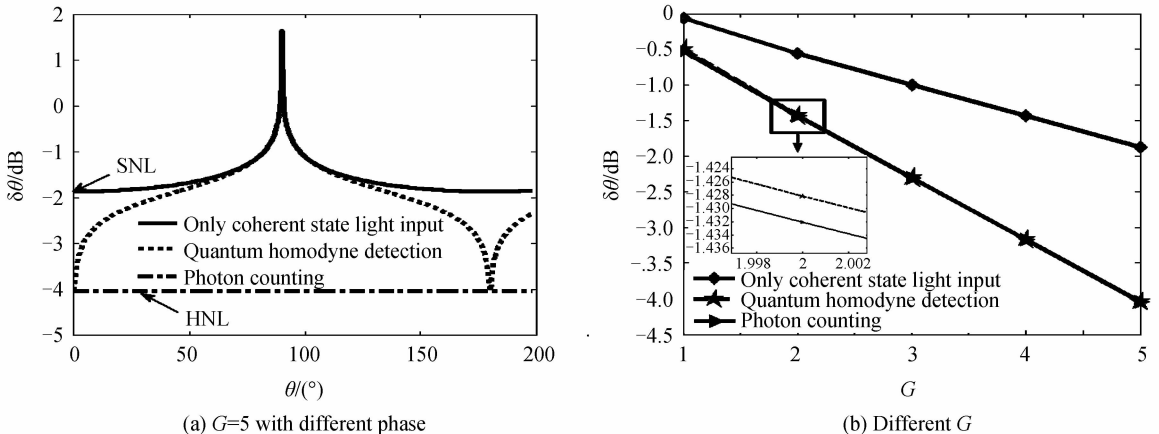 2
1
0
−1
−2
−3
−4
−5
δθ/dB
SNL
Only coherent state light input
Quantum homodyne detection
Photon counting
HNL
0
50
100
150
200
θ/(°)
(a) G=5 with different phase
0
−0.5
−1.0
−1.5
−2.0
−2.5
−3.0
−3.5
−4.0
−4.5
δθ/dB
−1.424
−1.426
−1.428
−1.430
−1.432
−1.434
−1.436
1.998
2
2.002
Only coherent state light input
Quantum homodyne detection
Photon counting
1
2
3
4
5
G
(b) Different G